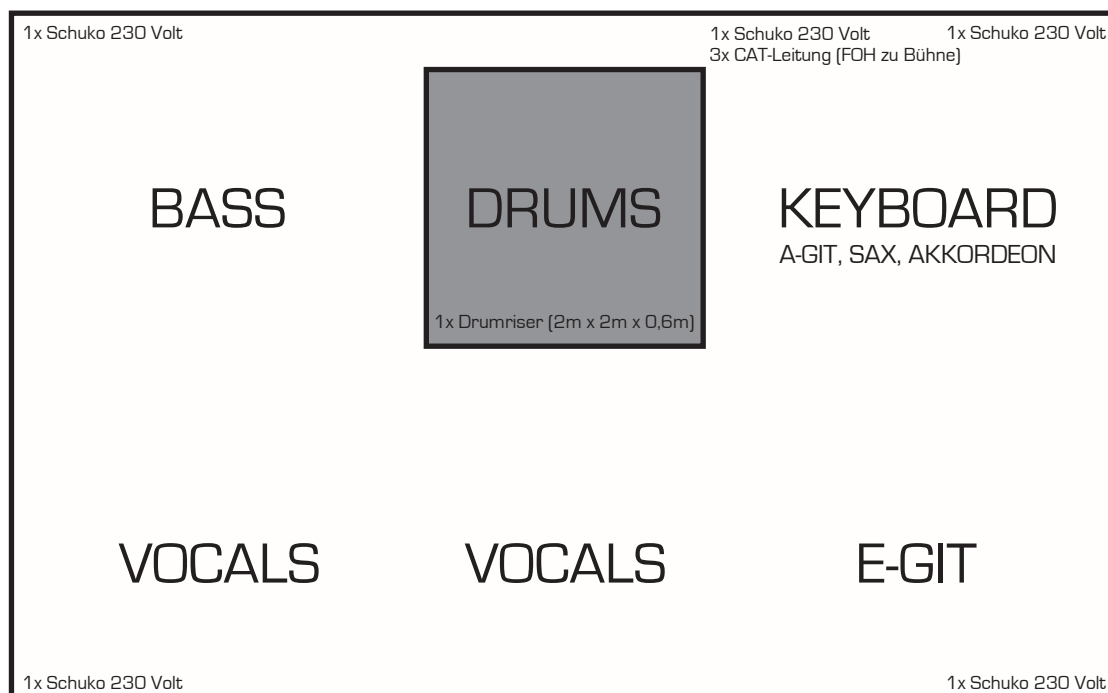 1x Schuko 230 Volt
1x Schuko 230 Volt
1x Schuko 230 Volt
3x CAT-Leitung (FOH zu Bühne)
BASS
DRUMS
KEYBOARD
A-GIT, SAX, AKKORDEON
1x Drumriser (2m x 2m x 0,6m)
VOCALS
VOCALS
E-GIT
1x Schuko 230 Volt
1x Schuko 230 Volt